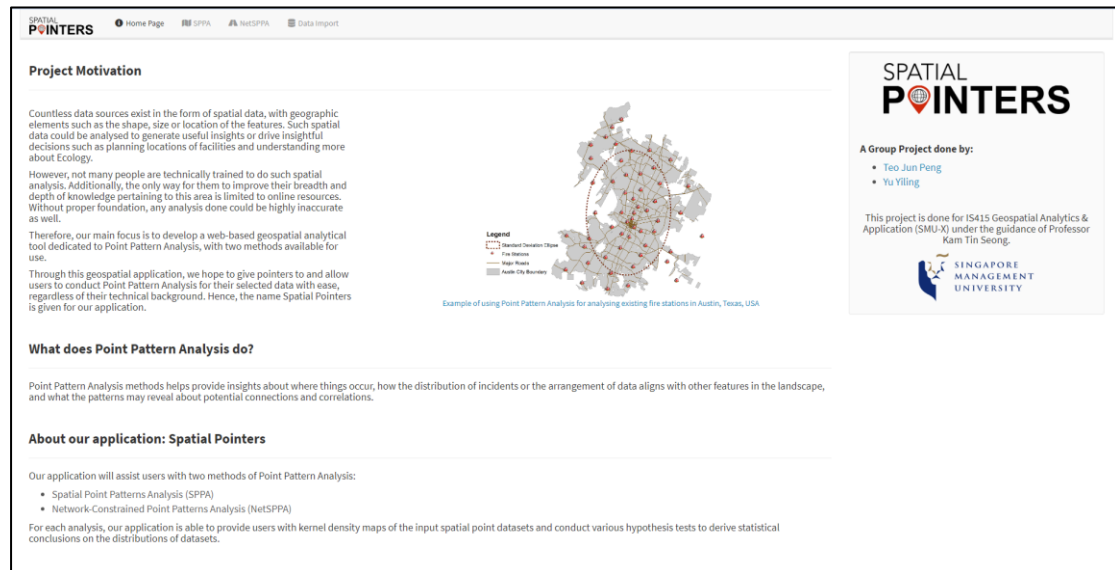 SPATIAL
POINTERS
Home Page SPPA NetSPPA Data Import
Project Motivation
Countless data sources exist in the form of spatial data, with geographic
elements such as the shape, size or location of the features. Such spatial
data could be analysed to generate useful insights or drive insightful
decisions such as planning locations of facilities and understanding more
about Ecology.
However, not many people are technically trained to do such spatial
analysis. Additionally, the only way for them to improve their breadth and
depth of knowledge pertaining to this area is limited to online resources.
Without proper foundation, any analysis done could be highly inaccurate
as well.
Therefore, our main focus is to develop a web-based geospatial analytical
tool dedicated to Point Pattern Analysis, with two methods available for
use.
Through this geospatial application, we hope to give pointers to and allow
users to conduct Point Pattern Analysis for their selected data with ease,
regardless of their technical background. Hence, the name Spatial Pointers
is given for our application.
Legend
Standard Deviation Ellipse
Fire Stations
Major Roads
Austin City Boundary
Example of using Point Pattern Analysis for analysing existing fire stations in Austin, Texas, USA
What does Point Pattern Analysis do?
Point Pattern Analysis methods helps provide insights about where things occur, how the distribution of incidents or the arrangement of data aligns with other features in the landscape,
and what the patterns may reveal about potential connections and correlations.
About our application: Spatial Pointers
Our application will assist users with two methods of Point Pattern Analysis:
• Spatial Point Patterns Analysis (SPPA)
• Network-Constrained Point Patterns Analysis (NetSPPA)
For each analysis, our application is able to provide users with kernel density maps of the input spatial point datasets and conduct various hypothesis tests to derive statistical
conclusions on the distributions of datasets.
SPATIAL
POINTERS
A Group Project done by:
• Teo Jun Peng
• Yu Yiling
This project is done for IS415 Geospatial Analytics &
Application (SMU-X) under the guidance of Professor
Kam Tin Seong.
SINGAPORE
MANAGEMENT
UNIVERSITY